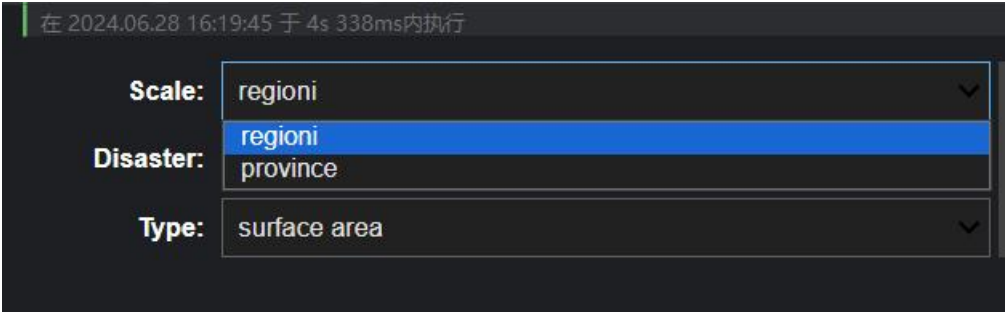 在 2024.06.28 16:19:45 于 4s 338ms内执行
Scale: regioni
regioni
province
Disaster:
Type: surface area